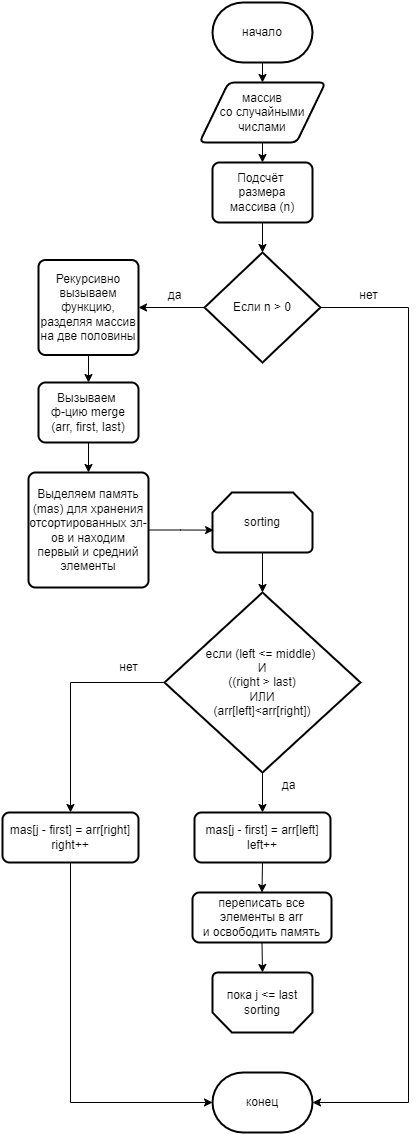 начало
массив
со случайными
числами
Подсчёт
размера
массива (n)
Если n > 0
да
нет
Рекурсивно
вызываем
функцию,
разделяя массив
на две половины
Вызываем
ф-цию merge
(arr, first, last)
Выделяем память
(mas) для хранения
отсортированных эл-
ов и находим
первый и средний
элементы
sorting
если (left <= middle)
И
((right > last)
ИЛИ
(arr[left]<arr[right])
нет
да
mas[j - first] = arr[right]
right++
mas[j - first] = arr[left]
left++
переписать все
элементы в arr
и освободить память
пока j <= last
sorting
конец